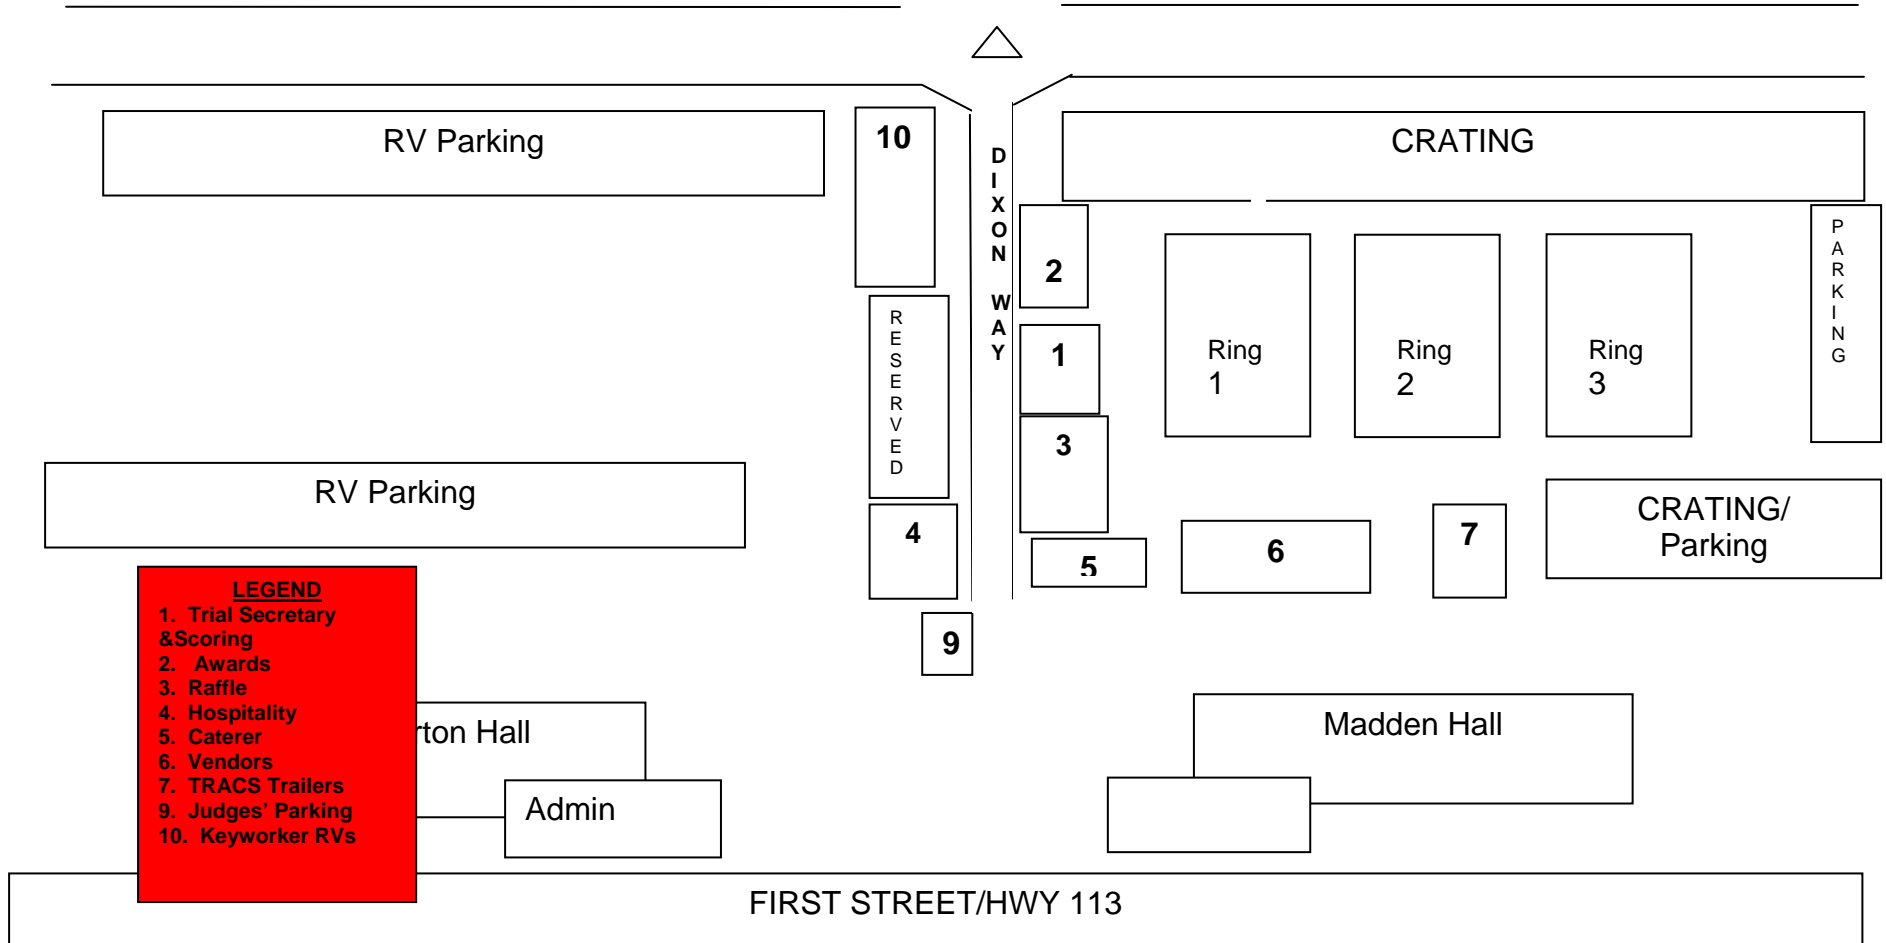 RV Parking
10
CRATING
DIXON WAY
2
PARKING
RESERVED
1
Ring
1
Ring
2
Ring
3
3
RV Parking
4
5
6
7
CRATING/
Parking
9
LEGEND
1. Trial Secretary
&Scoring
2. Awards
3. Raffle
4. Hospitality
5. Caterer
6. Vendors
7. TRACS Trailers
9. Judges’ Parking
10. Keyworker RVs
rton Hall
Admin
Madden Hall
FIRST STREET/HWY 113